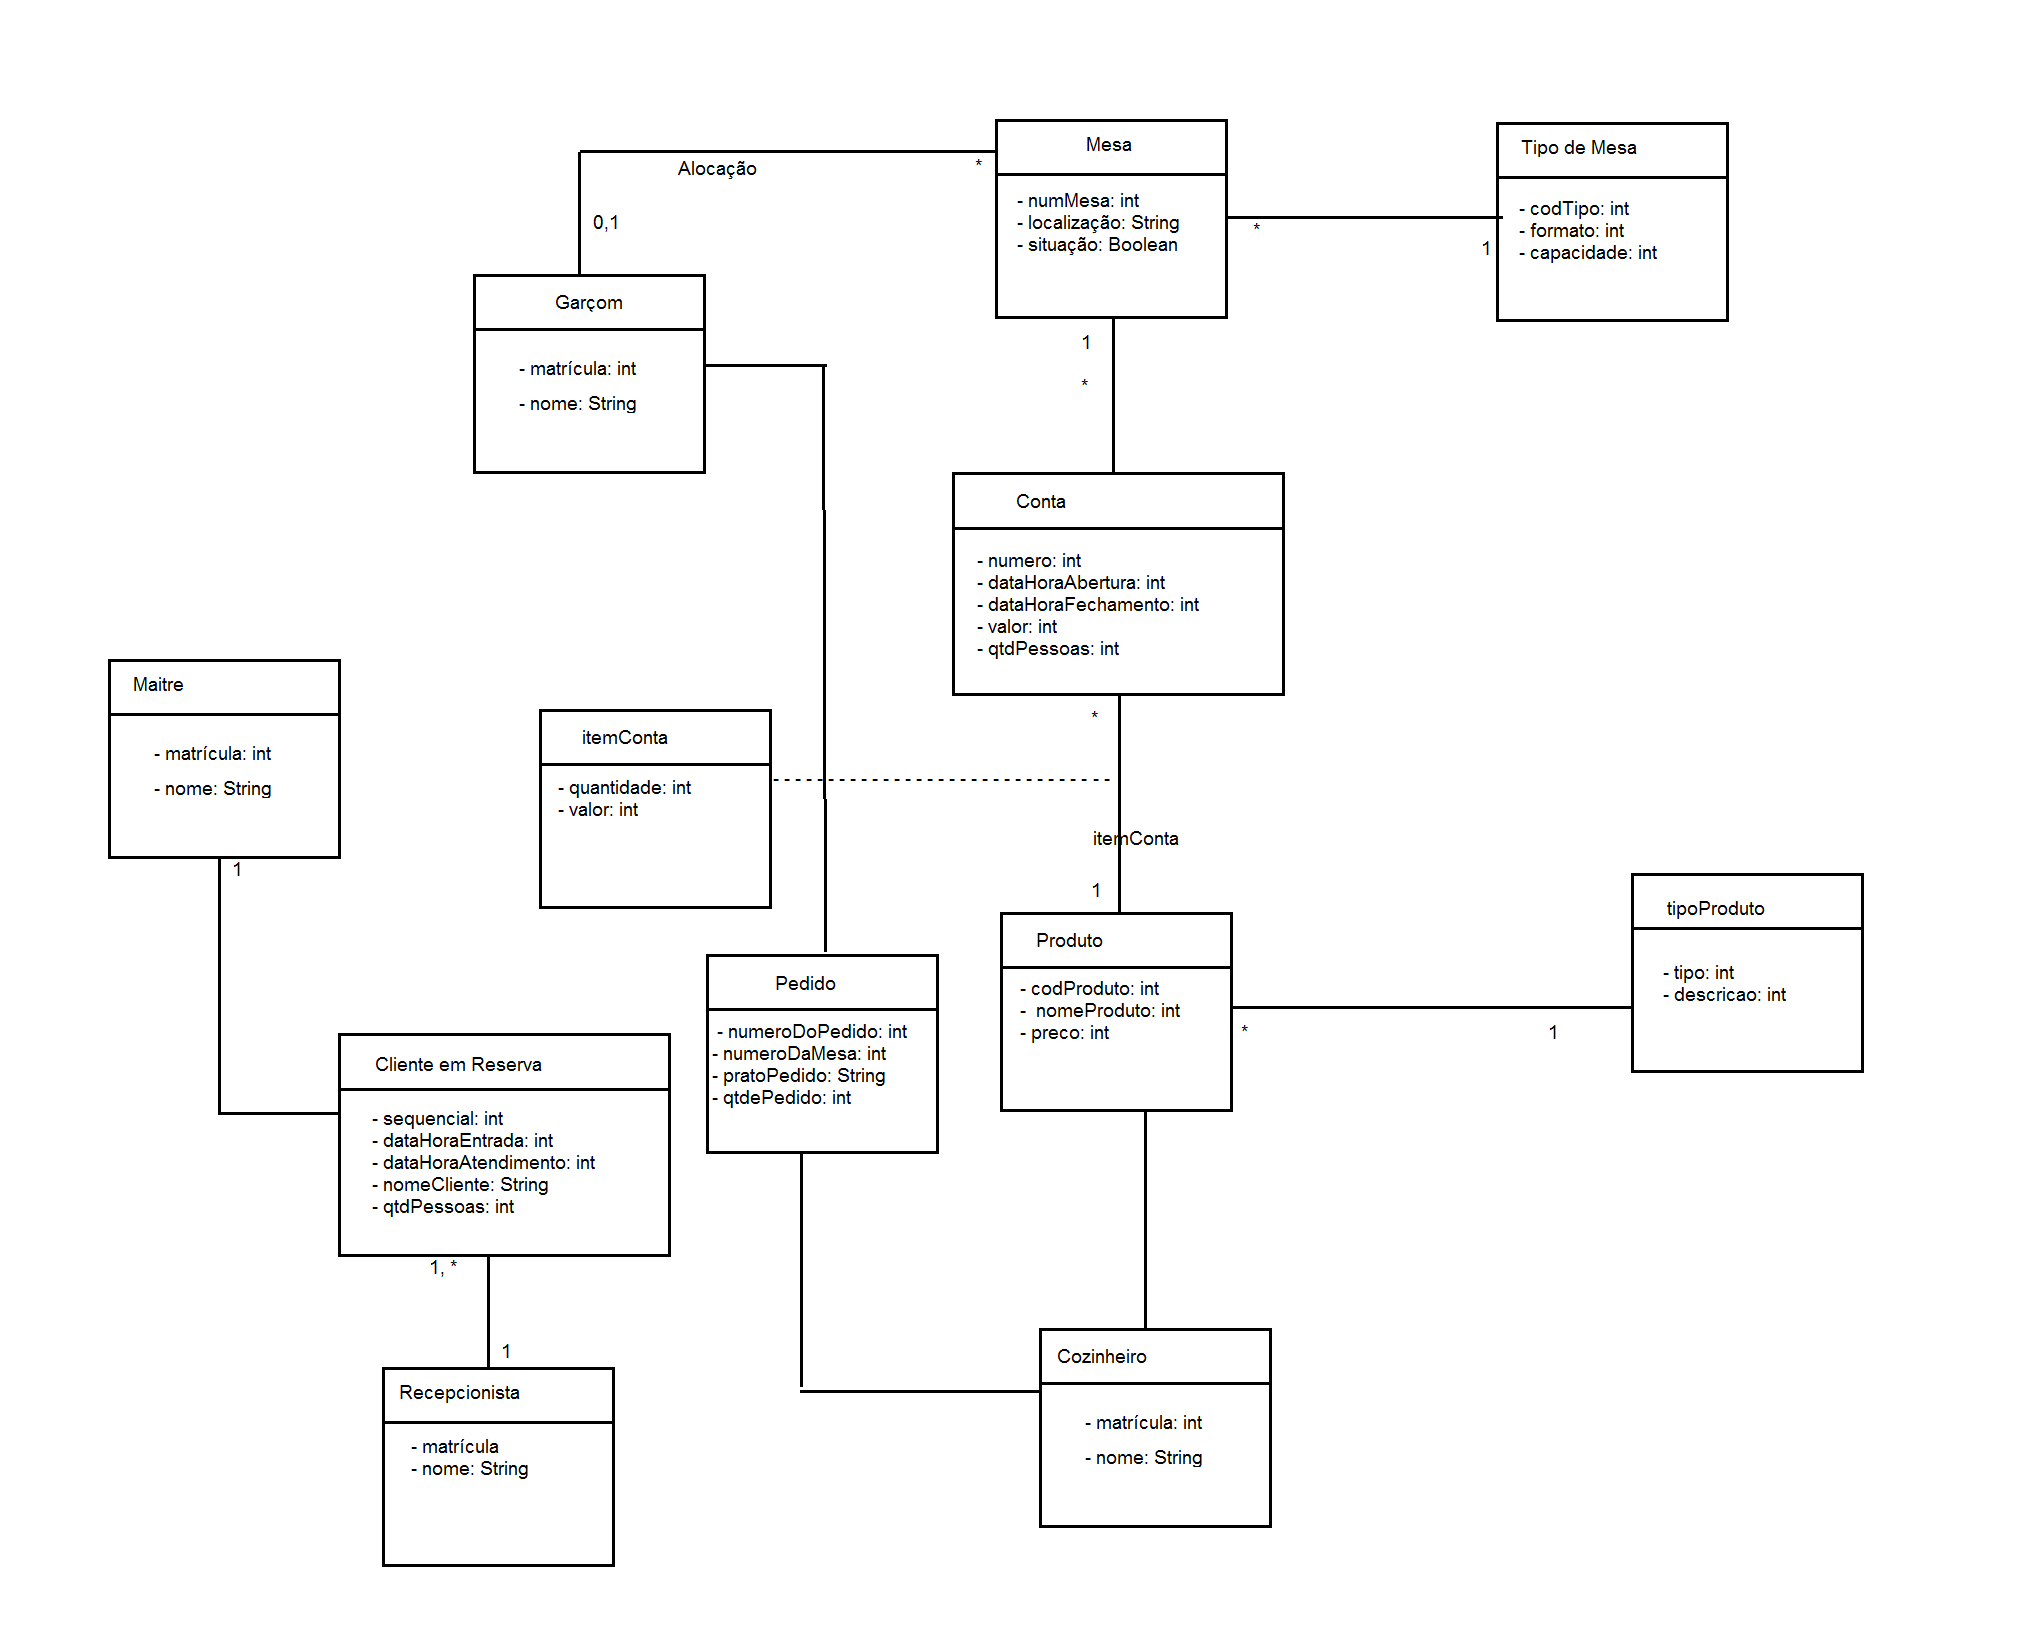 Mesa
- numMesa: int
- localização: String
- situação: Boolean
Tipo de Mesa
- codTipo: int
- formato: int
- capacidade: int
Alocação
*
0,1
*
1
Garçom
- matrícula: int
- nome: String
1
*
Conta
- numero: int
- dataHoraAbertura: int
- dataHoraFechamento: int
- valor: int
- qtdPessoas: int
Maitre
- matrícula: int
- nome: String
1
itemConta
- quantidade: int
- valor: int
*
itemConta
1
Produto
- codProduto: int
- nomeProduto: int
- preco: int
*
1
tipoProduto
- tipo: int
- descricao: int
Pedido
- numeroDoPedido: int
- numeroDaMesa: int
- pratoPedido: String
- qtdePedido: int
Cliente em Reserva
- sequencial: int
- dataHoraEntrada: int
- dataHoraAtendimento: int
- nomeCliente: String
- qtdPessoas: int
1, *
1
Recepcionista
- matrícula
- nome: String
Cozinheiro
- matrícula: int
- nome: String